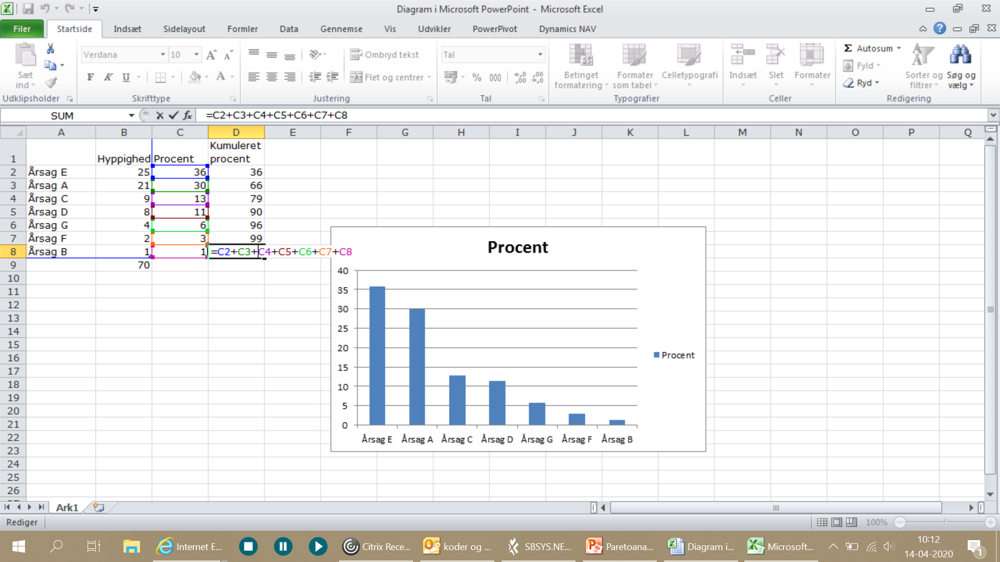 Diagram i Microsoft PowerPoint - Microsoft Excel
Filer Startside Indsæt Sidelayout Formler Data Gennemse Vis Udvikler PowerPivot Dynamics NAV
Sæt ind
Udklipsholder
Verdana 10
F K U
Skrifttype
Ombryd tekst
Flet og centrer
Justering
Tal
% 000
Tal
Betinget formatering
Formater som tabel
Celletypografi
Typografier
Indsæt Slet Formater
Celler
Σ Autosum
Fyld
Ryd
Sorter og filtrer
Søg og vælg
Redigering
SUM fx =C2+C3+C4+C5+C6+C7+C8
A B C D E F G H I J K L M N O P Q
1 Hyppighed Procent Kumuleret procent
2 Årsag E 25 36 36
3 Årsag A 21 30 66
4 Årsag C 9 13 79
5 Årsag D 8 11 90
6 Årsag G 4 6 96
7 Årsag F 2 3 99
8 Årsag B 1 1 =C2+C3+C4+C5+C6+C7+C8
9 70
10
11
12
13
14
15
16
17
18
19
20
21
22
23
24
25
26
Procent
40
35
30
25
20
15
10
5
0
Årsag E Årsag A Årsag C Årsag D Årsag G Årsag F Årsag B
Procent
Ark1
Rediger 100%
Internet E... Citrix Rece... koder og ... SBSYS.NE... Paretoana... Diagram i... Microsoft...
10:12
14-04-2020
1